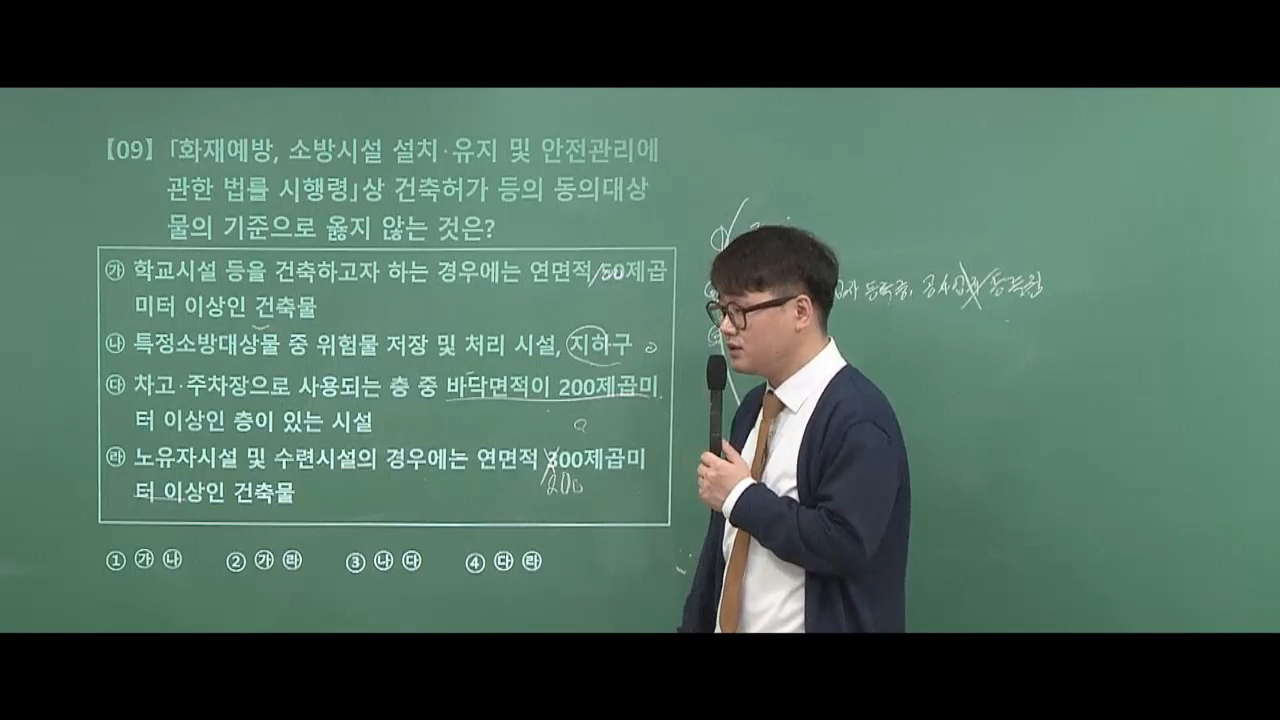 【09】「화재예방, 소방시설 설치·유지 및 안전관리에
관한 법률 시행령」상 건축허가 등의 동의대상
물의 기준으로 옳지 않는 것은?
㉮ 학교시설 등을 건축하고자 하는 경우에는 연면적 50제곱
미터 이상인 건축물
㉯ 특정소방대상물 중 위험물 저장 및 처리 시설, 지하구
㉰ 차고·주차장으로 사용되는 층 중 바닥면적이 200제곱미
터 이상인 층이 있는 시설
㉱ 노유자시설 및 수련시설의 경우에는 연면적 300제곱미
터 이상인 건축물
200
① ㉮ ㉯ ② ㉮ ㉱ ③ ㉯ ㉰ ④ ㉰ ㉱